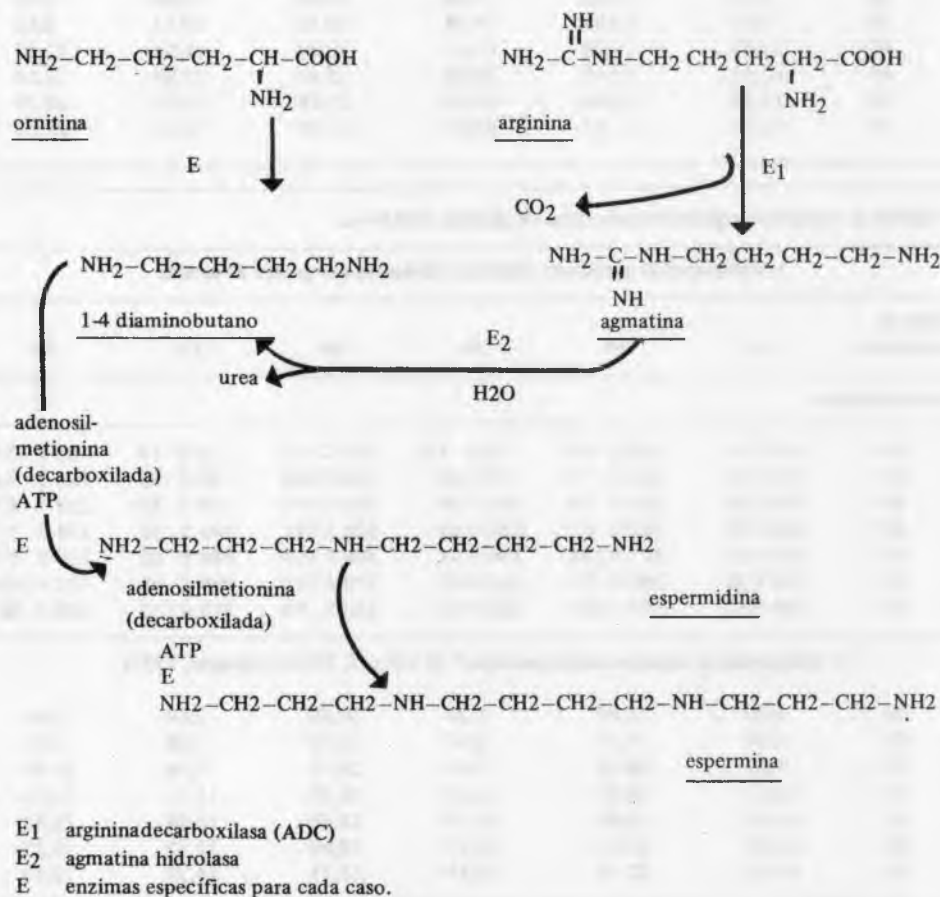 NH2–CH2–CH2–CH2–CH–COOH
NH2
ornitina
E
NH
NH2–C–NH–CH2 CH2 CH2 CH2–COOH
NH2
arginina
E1
CO2
NH2–CH2–CH2–CH2 CH2NH2
1-4 diaminobutano
NH2–C–NH–CH2 CH2 CH2–CH2–NH2
NH
agmatina
E2
urea
H2O
adenosil-
metionina
(decarboxilada)
ATP
E
NH2–CH2–CH2–CH2–NH–CH2–CH2–CH2–CH2–NH2
adenosilmetionina
(decarboxilada)
espermidina
ATP
E
NH2–CH2–CH2–CH2–NH–CH2–CH2–CH2–CH2–NH–CH2–CH2–CH2–NH2
espermina
E1 argininadecarboxilasa (ADC)
E2 agmatina hidrolasa
E enzimas específicas para cada caso.